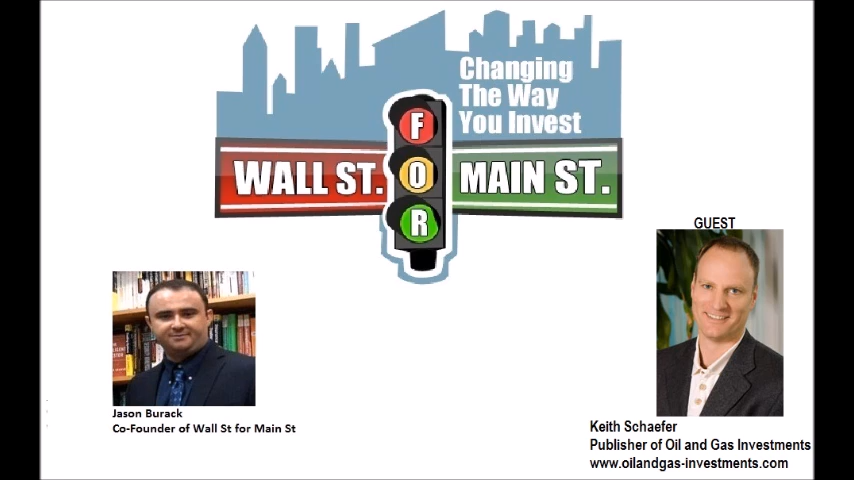 Changing
The Way
You Invest
WALL ST. FOR MAIN ST.
GUEST
Jason Burack
Co-Founder of Wall St for Main St
Keith Schaefer
Publisher of Oil and Gas Investments
www.oilandgas-investments.com